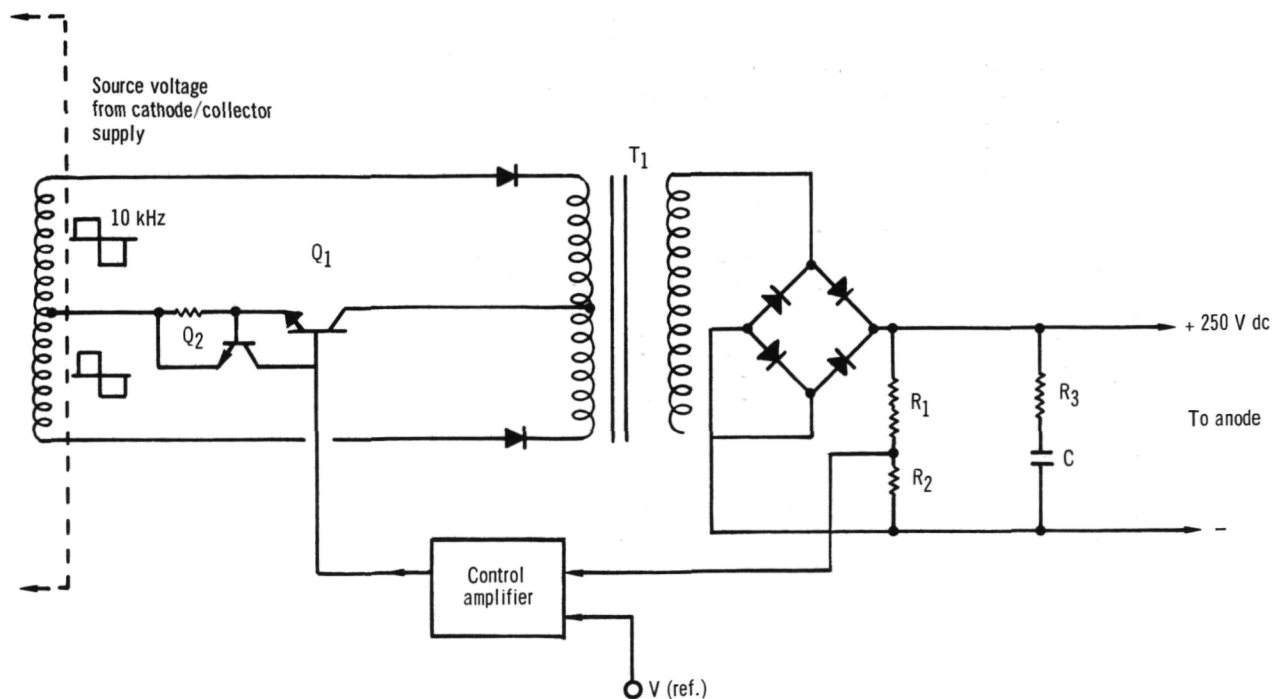 Source voltage
from cathode/collector
supply
T1
10 kHz
Q1
Q2
+ 250 V dc
R1
R3
To anode
C
R2
–
Control
amplifier
V (ref.)